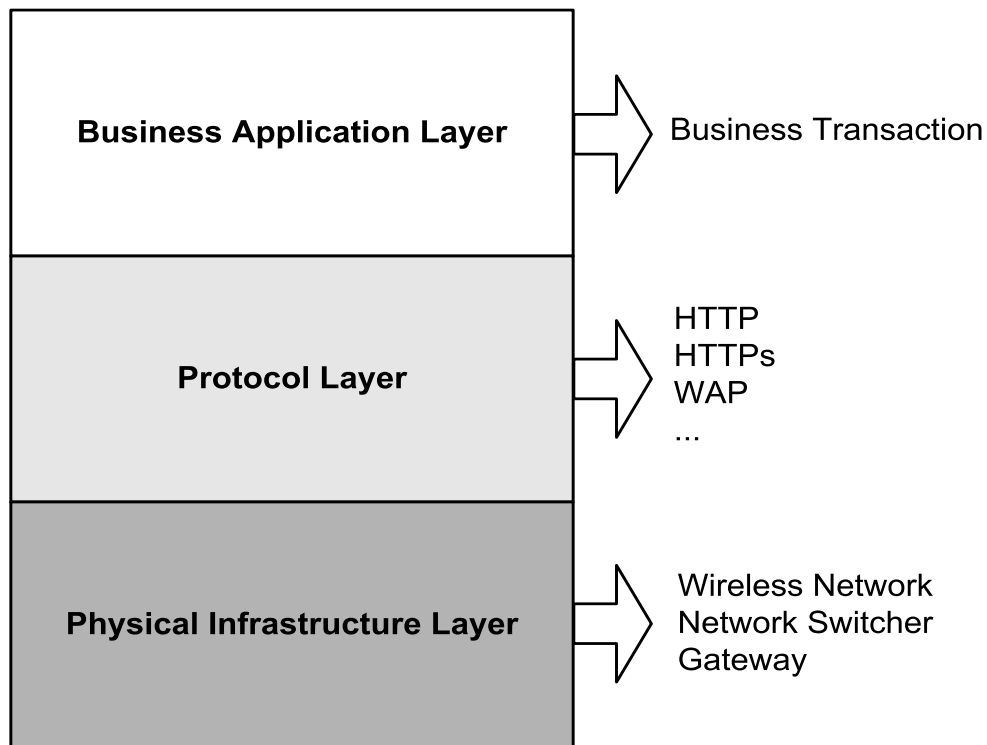 Business Application Layer
Business Transaction
Protocol Layer
HTTP
HTTPs
WAP
...
Physical Infrastructure Layer
Wireless Network
Network Switcher
Gateway